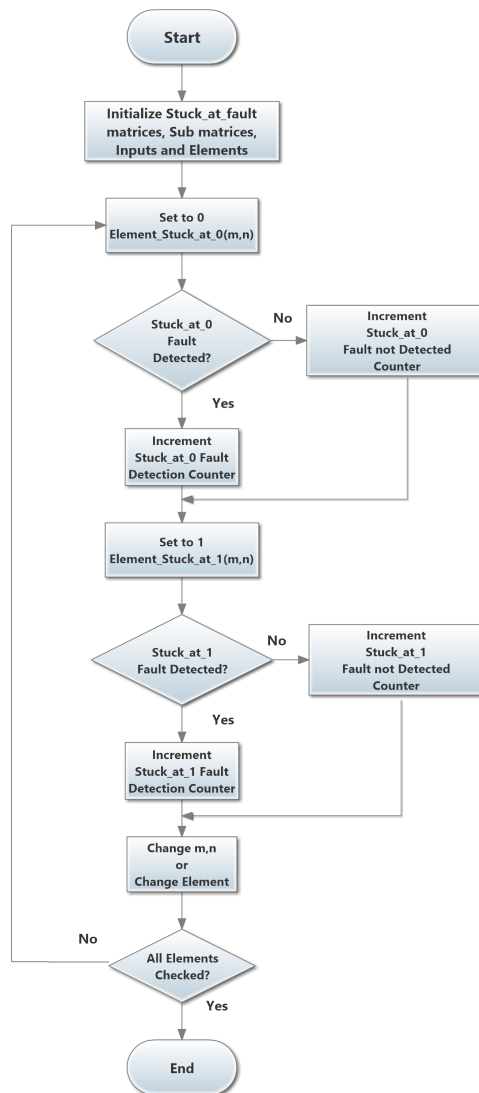 Start
Initialize Stuck_at_fault
matrices, Sub matrices,
Inputs and Elements
Set to 0
Element_Stuck_at_0(m,n)
Stuck_at_0
Fault
Detected?
No
Increment
Stuck_at_0
Fault not Detected
Counter
Yes
Increment
Stuck_at_0 Fault
Detection Counter
Set to 1
Element_Stuck_at_1(m,n)
Stuck_at_1
Fault Detected?
No
Increment
Stuck_at_1
Fault not Detected
Counter
Yes
Increment
Stuck_at_1 Fault
Detection Counter
Change m,n
or
Change Element
No
All Elements
Checked?
Yes
End